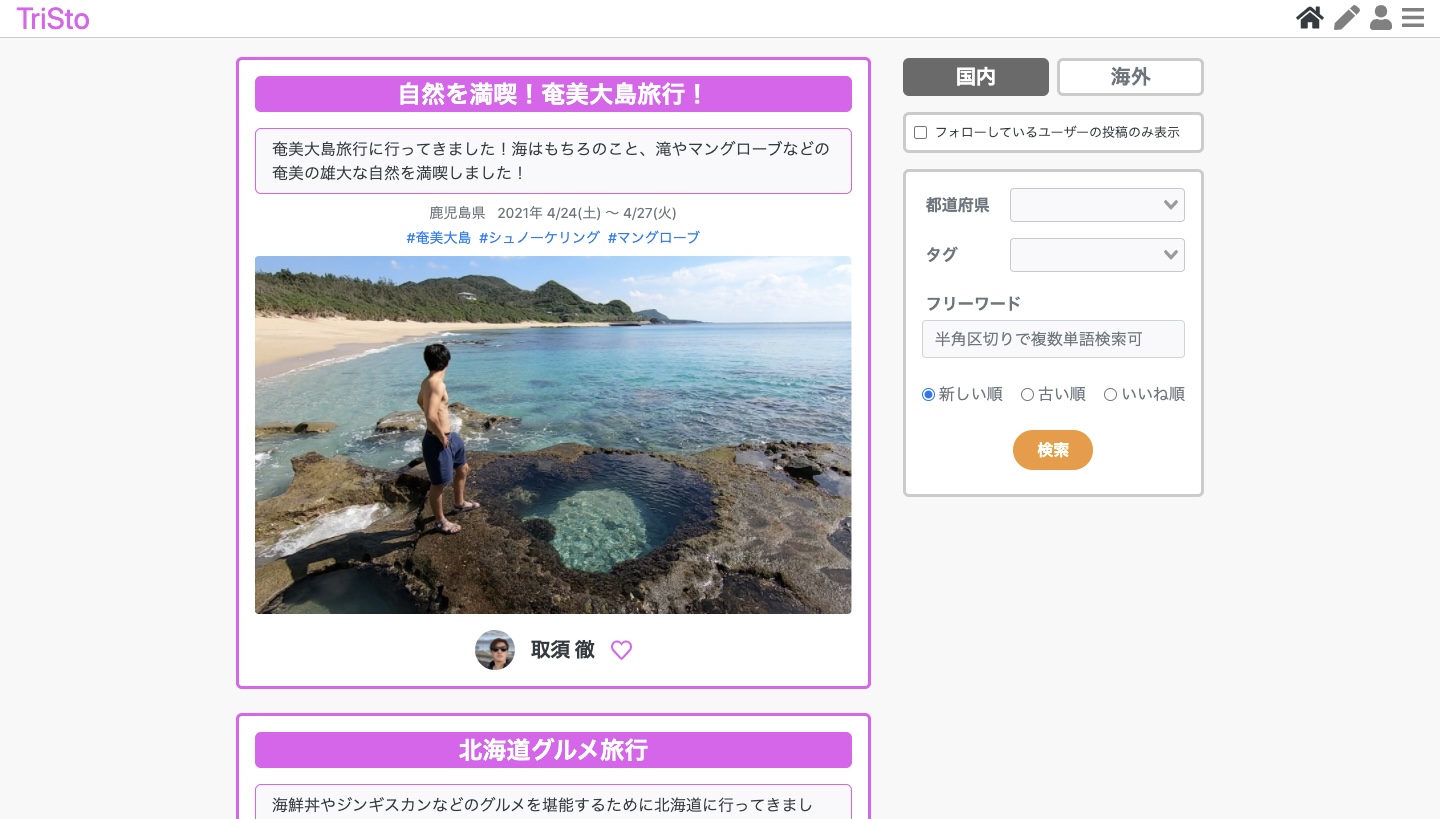 TriSto
自然を満喫！奄美大島旅行！
奄美大島旅行に行ってきました！海はもちろのこと、滝やマングローブなどの
奄美の雄大な自然を満喫しました！
鹿児島県 2021年 4/24(土) 〜 4/27(火)
#奄美大島 #シュノーケリング #マングローブ
取須 徹
北海道グルメ旅行
海鮮丼やジンギスカンなどのグルメを堪能するために北海道に行ってきまし
国内
海外
フォローしているユーザーの投稿のみ表示
都道府県
タグ
フリーワード
半角区切りで複数単語検索可
新しい順 古い順 いいね順
検索